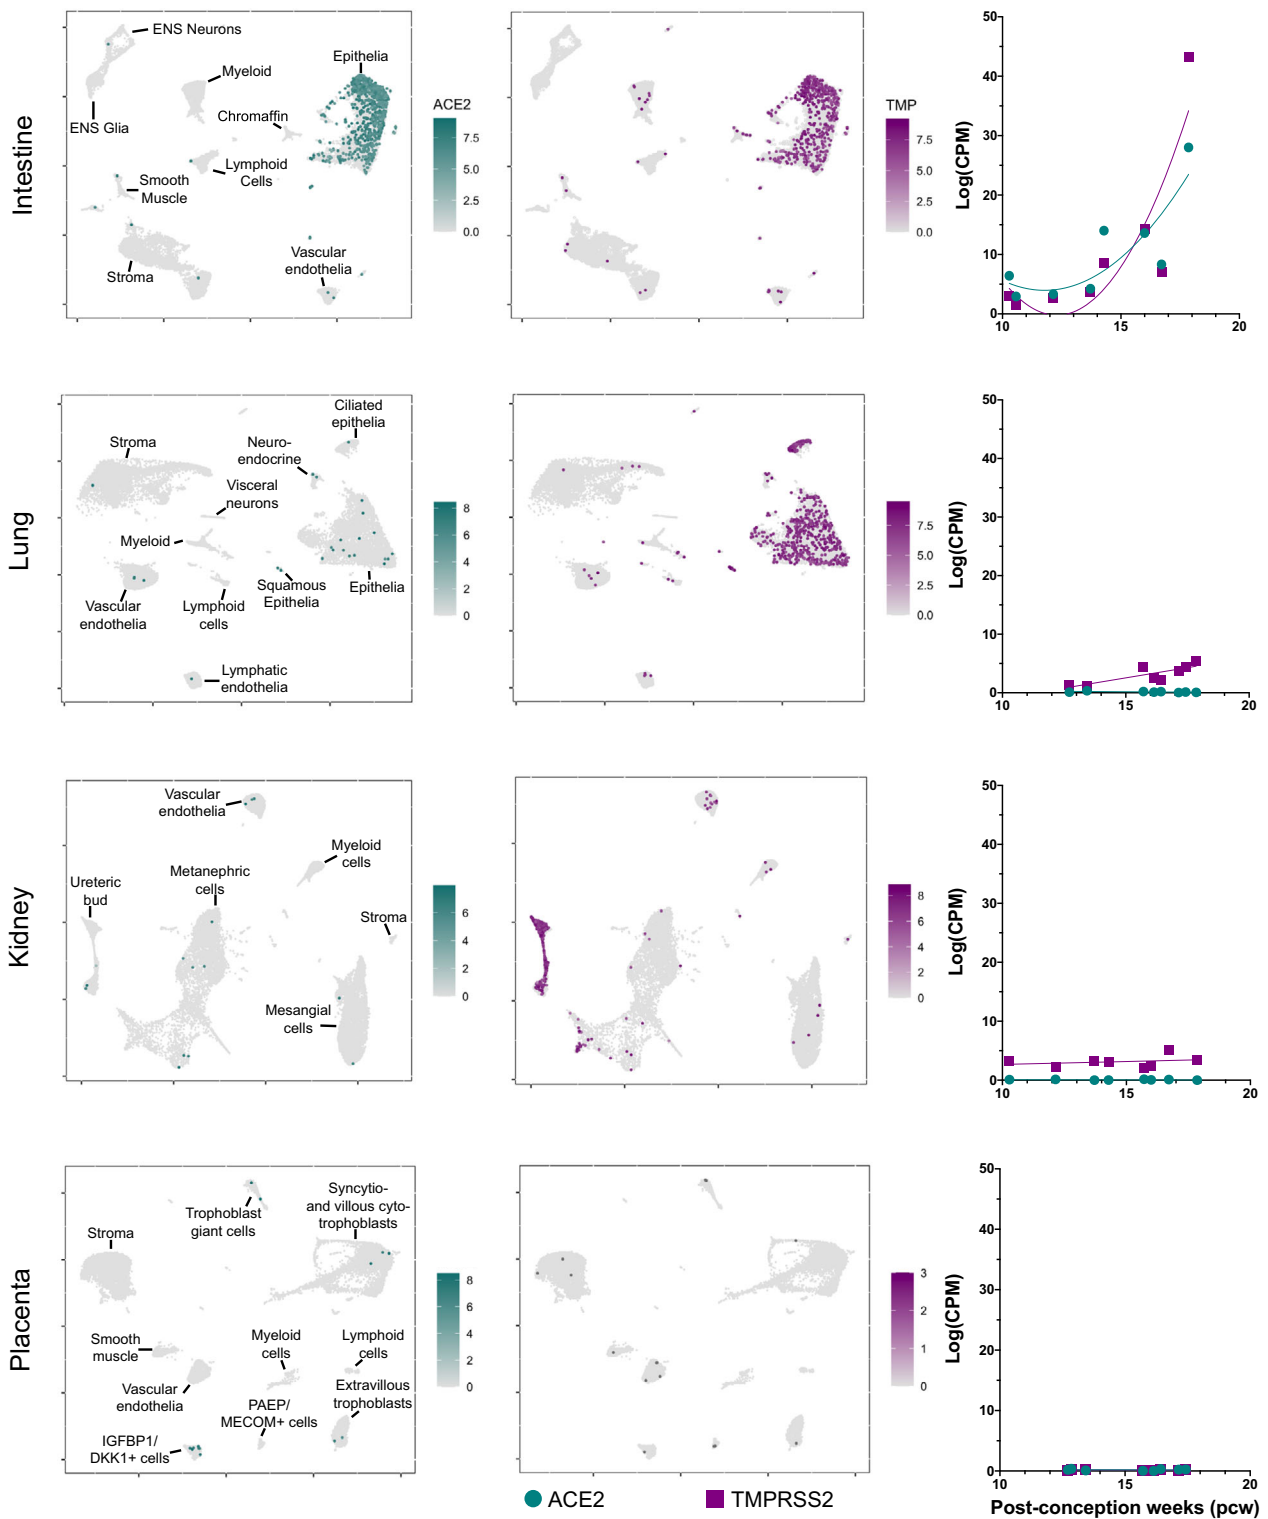 Intestine
ENS Neurons
Myeloid
Epithelia
Chromaffin
ENS Glia
Lymphoid
Cells
Smooth
Muscle
Vascular
endothelia
Stroma
ACE2
7.5
5.0
2.5
0.0
TMP
7.5
5.0
2.5
0.0
Log(CPM)
50
40
30
20
10
0
10 15 20
Lung
Ciliated
epithelia
Stroma
Neuro-
endocrine
Visceral
neurons
Myeloid
Squamous
Epithelia
Epithelia
Vascular
endothelia
Lymphoid
cells
Lymphatic
endothelia
8
6
4
2
0
7.5
5.0
2.5
0.0
Log(CPM)
50
40
30
20
10
0
10 15 20
Kidney
Vascular
endothelia
Myeloid
cells
Metanephric
cells
Ureteric
bud
Stroma
Mesangial
cells
6
4
2
0
8
6
4
2
0
Log(CPM)
50
40
30
20
10
0
10 15 20
Placenta
Trophoblast
giant cells
Syncytio-
and villous cyto-
trophoblasts
Stroma
Smooth
muscle
Myeloid
cells
Lymphoid
cells
Vascular
endothelia
Extravillous
trophoblasts
PAEP/
MECOM+ cells
IGFBP1/
DKK1+ cells
8
6
4
2
0
3
2
1
0
Log(CPM)
50
40
30
20
10
0
10 15 20
Post-conception weeks (pcw)
ACE2
TMPRSS2